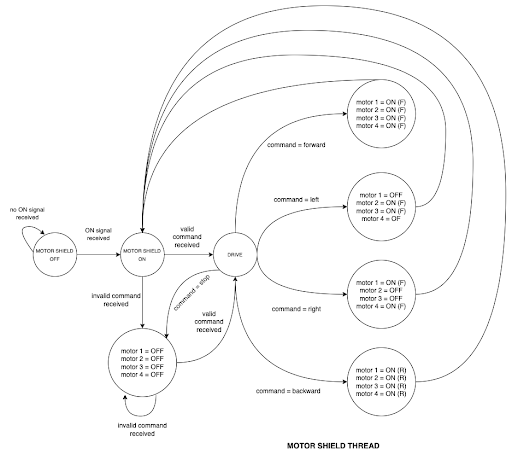 motor 1 = ON (F)
motor 2 = ON (F)
motor 3 = ON (F)
motor 4 = ON (F)
command = forward
motor 1 = OFF
motor 2 = ON (F)
motor 3 = ON (F)
motor 4 = OF
command = left
no ON signal
received
ON signal
received
valid
command
received
MOTOR SHIELD
OFF
MOTOR SHIELD
ON
DRIVE
motor 1 = ON (F)
motor 2 = OFF
motor 3 = OFF
motor 4 = ON (F)
command = right
invalid command
received
command = stop
valid
command
received
motor 1 = OFF
motor 2 = OFF
motor 3 = OFF
motor 4 = OFF
motor 1 = ON (R)
motor 2 = ON (R)
motor 3 = ON (R)
motor 4 = ON (R)
command = backward
invalid command
received
MOTOR SHIELD THREAD